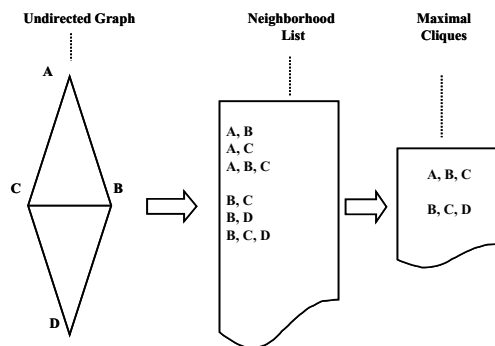 Undirected Graph
A
C
B
D
Neighborhood
List
A, B
A, C
A, B, C
B, C
B, D
B, C, D
Maximal
Cliques
A, B, C
B, C, D